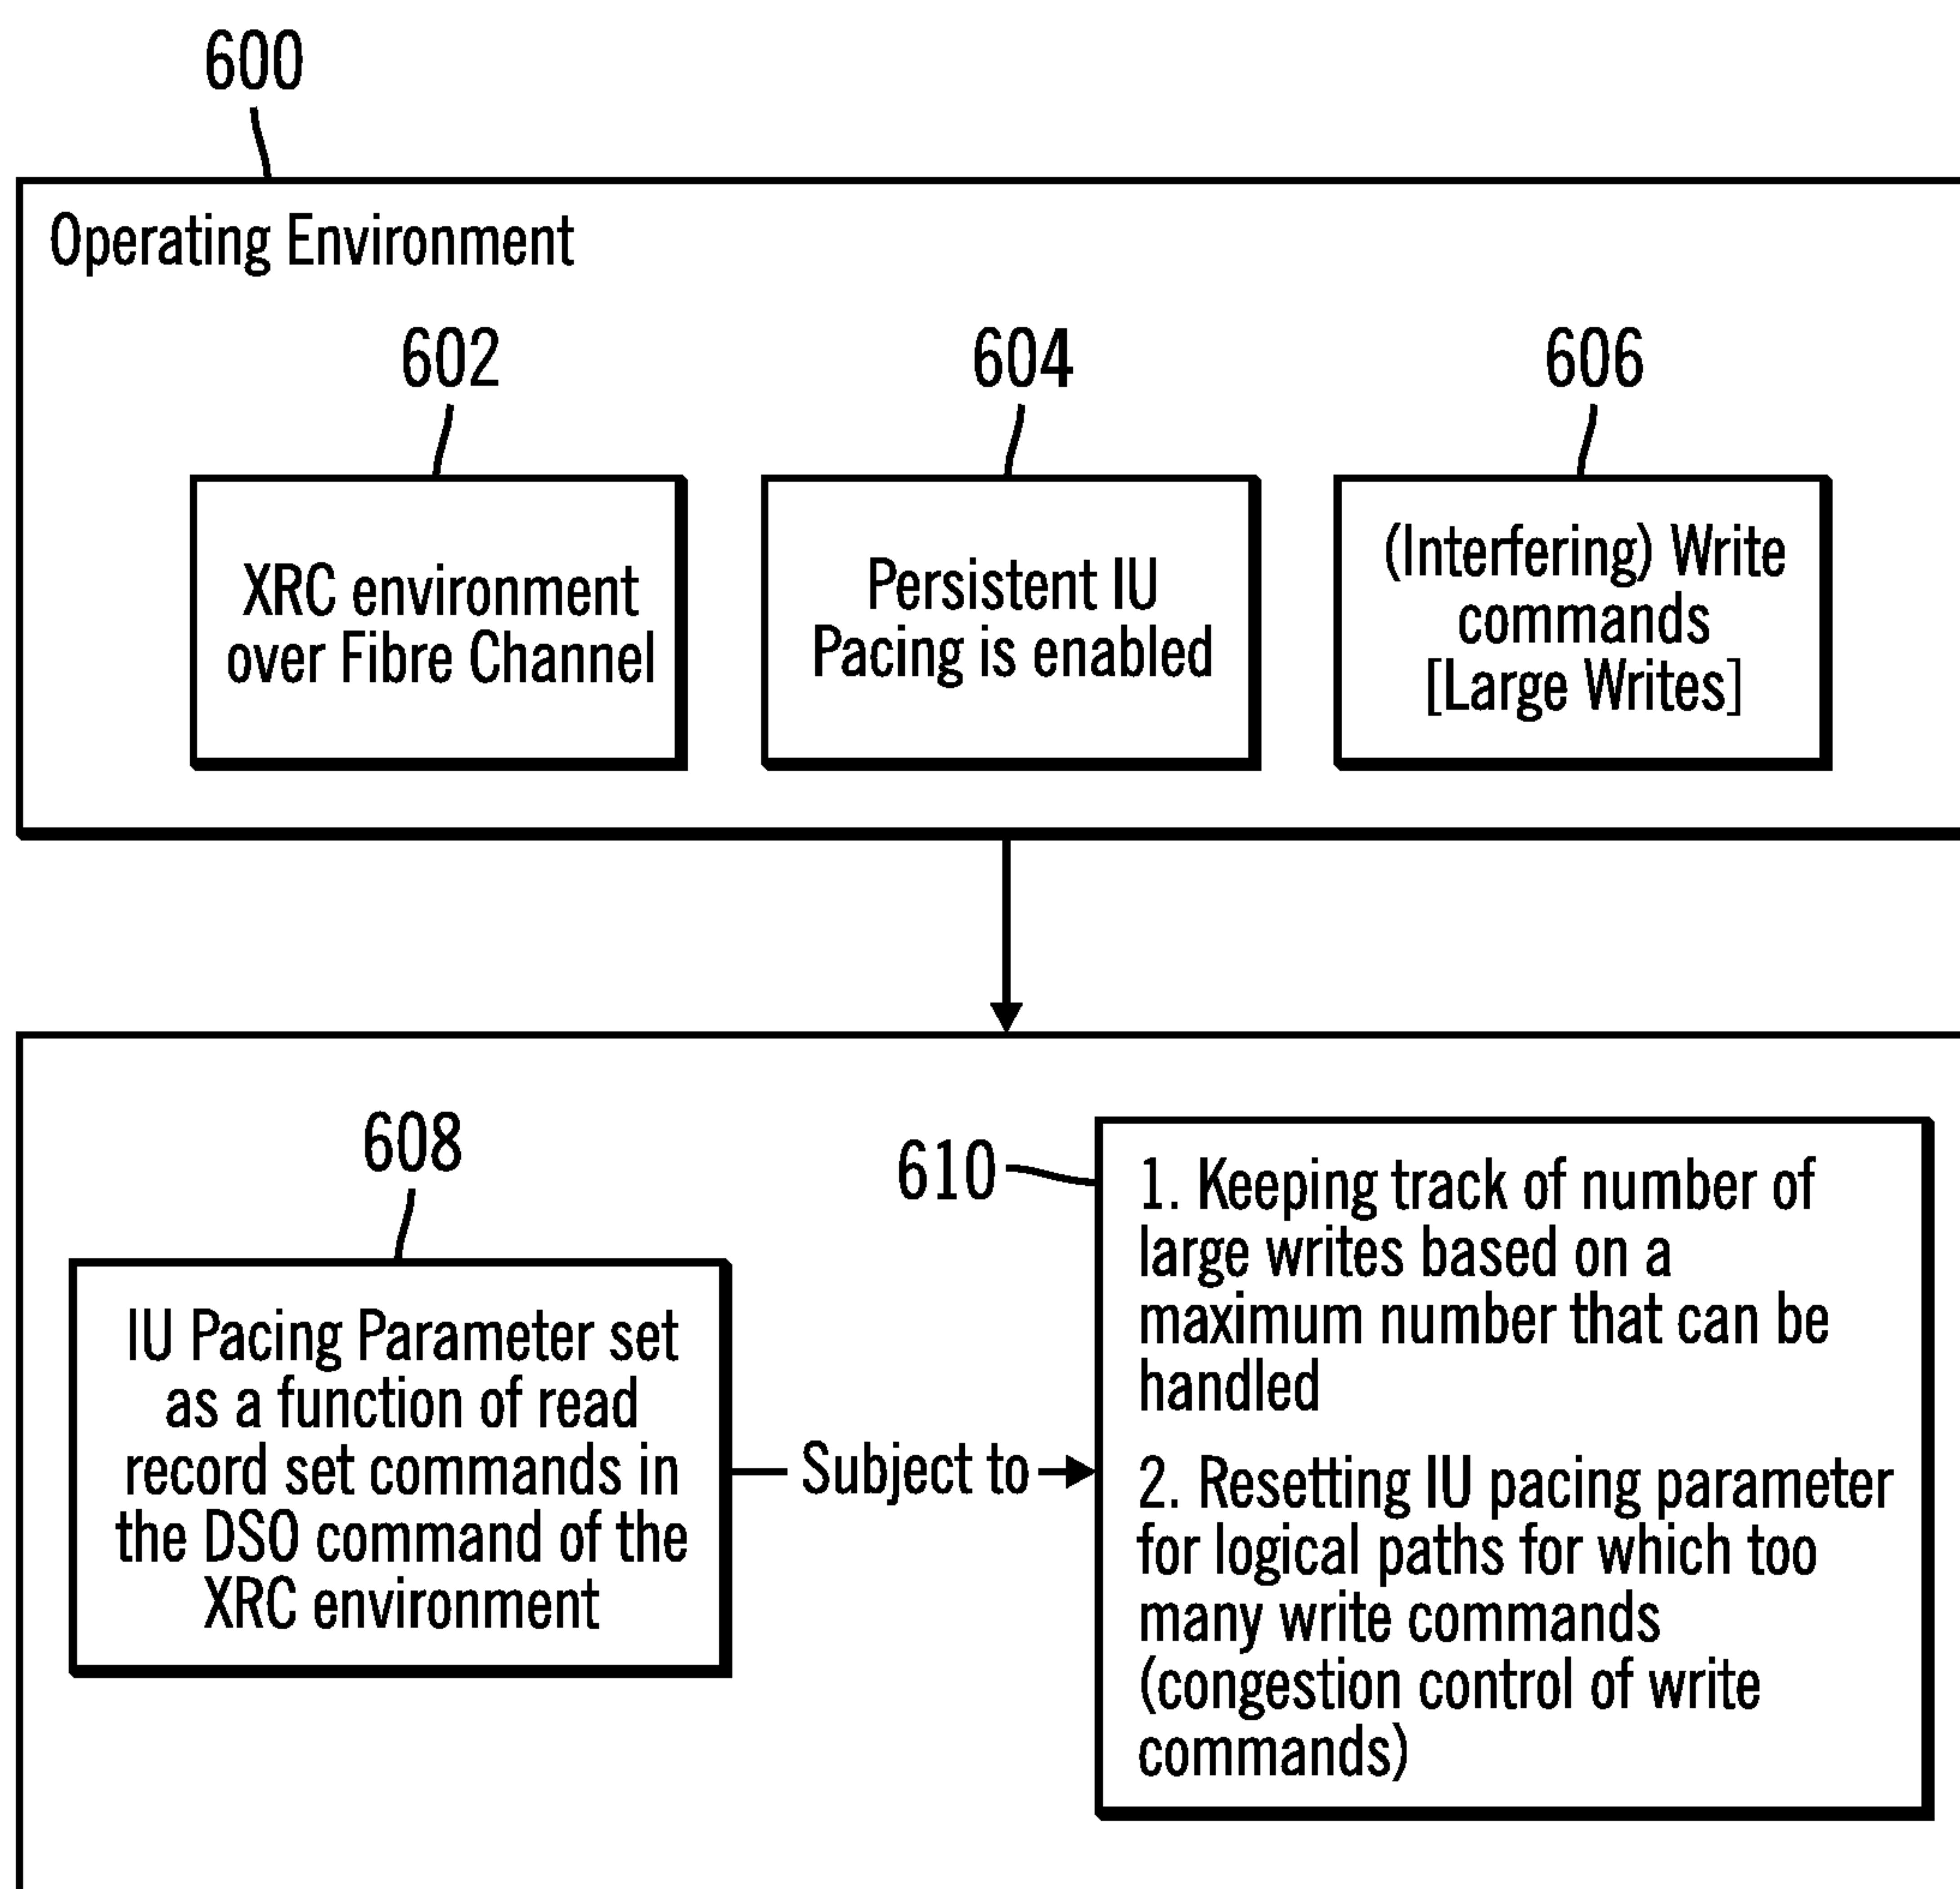 600
Operating Environment
602
604
606
XRC environment
over Fibre Channel
Persistent IU
Pacing is enabled
(Interfering) Write
commands
[Large Writes]
608
IU Pacing Parameter set
as a function of read
record set commands in
the DSO command of the
XRC environment
Subject to
610
1. Keeping track of number of
large writes based on a
maximum number that can be
handled
2. Resetting IU pacing parameter
for logical paths for which too
many write commands
(congestion control of write
commands)